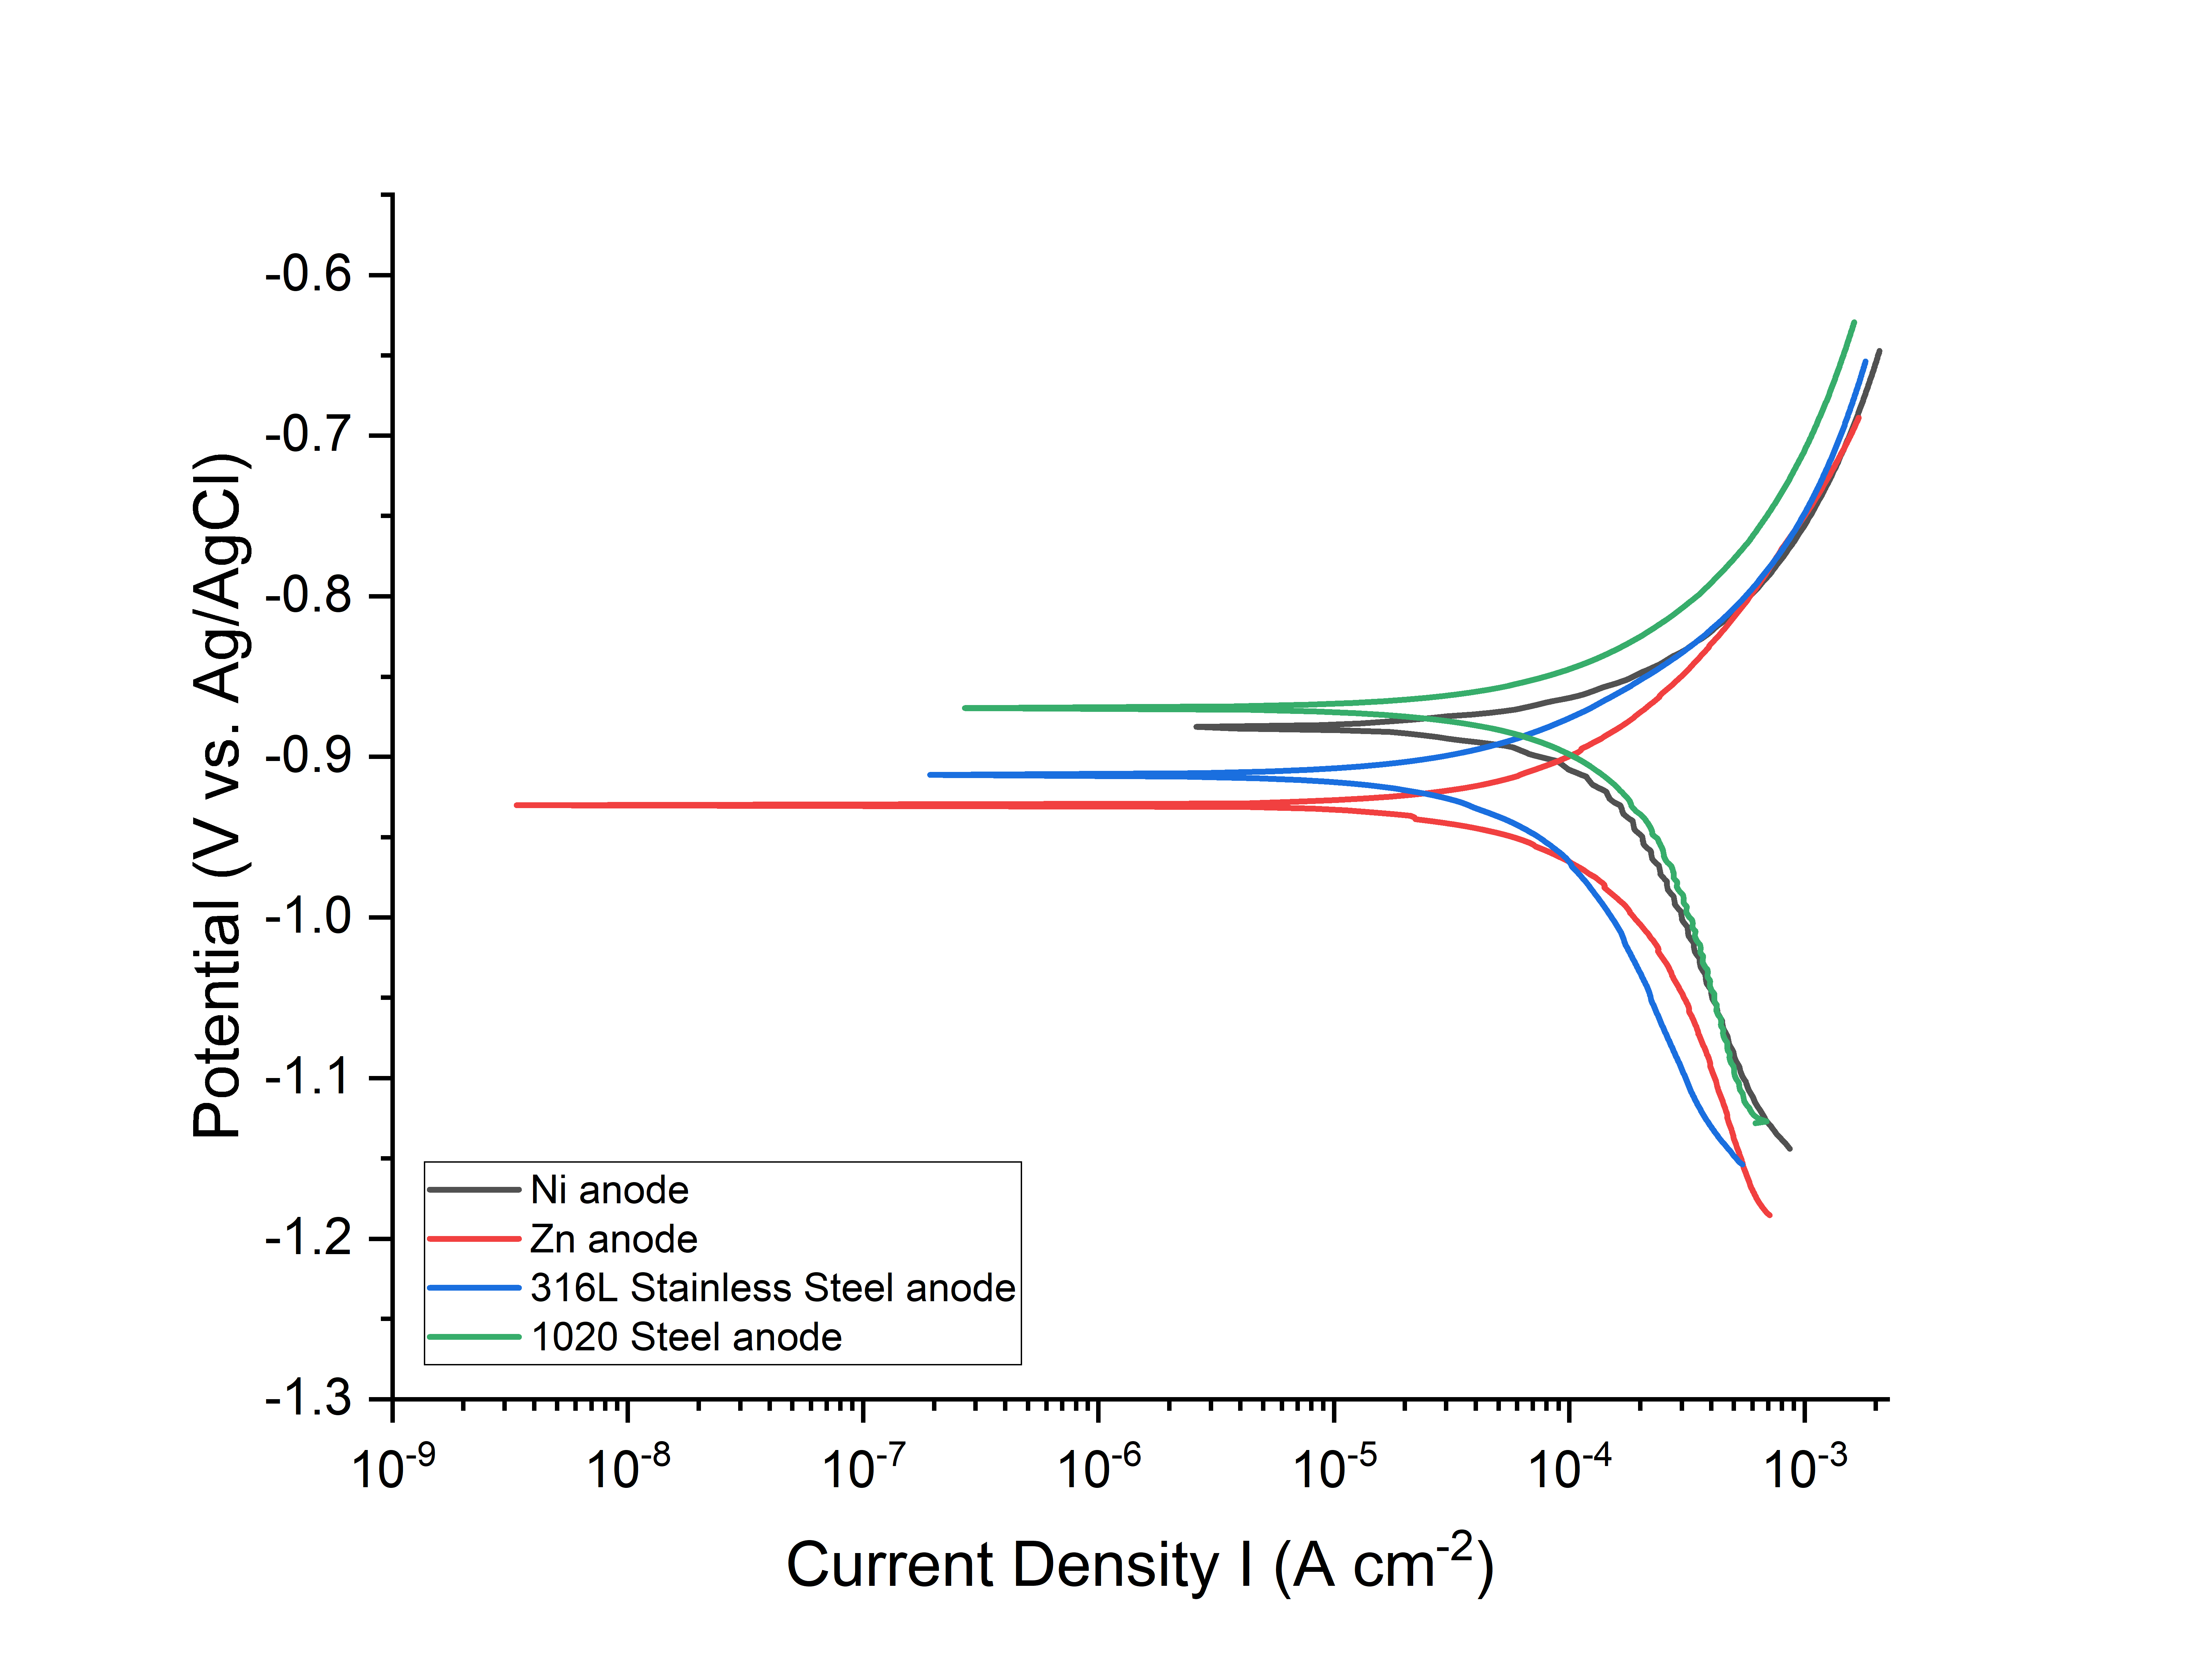 -0.6
-0.7
-0.8
-0.9
-1.0
-1.1
-1.2
-1.3
Potential (V vs. Ag/AgCl)
Ni anode
Zn anode
316L Stainless Steel anode
1020 Steel anode
10⁻⁹ 10⁻⁸ 10⁻⁷ 10⁻⁶ 10⁻⁵ 10⁻⁴ 10⁻³
Current Density I (A cm⁻²)